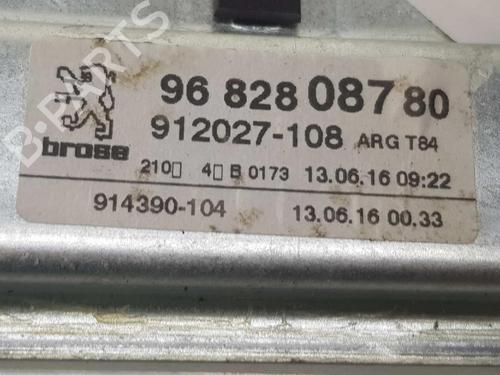 96 828 087 80
912027-108 ARG T84
brose
210▯ 4▯ B 0173 13.06.16 09:22
914390-104 13.06.16 00.33
B-PARTS